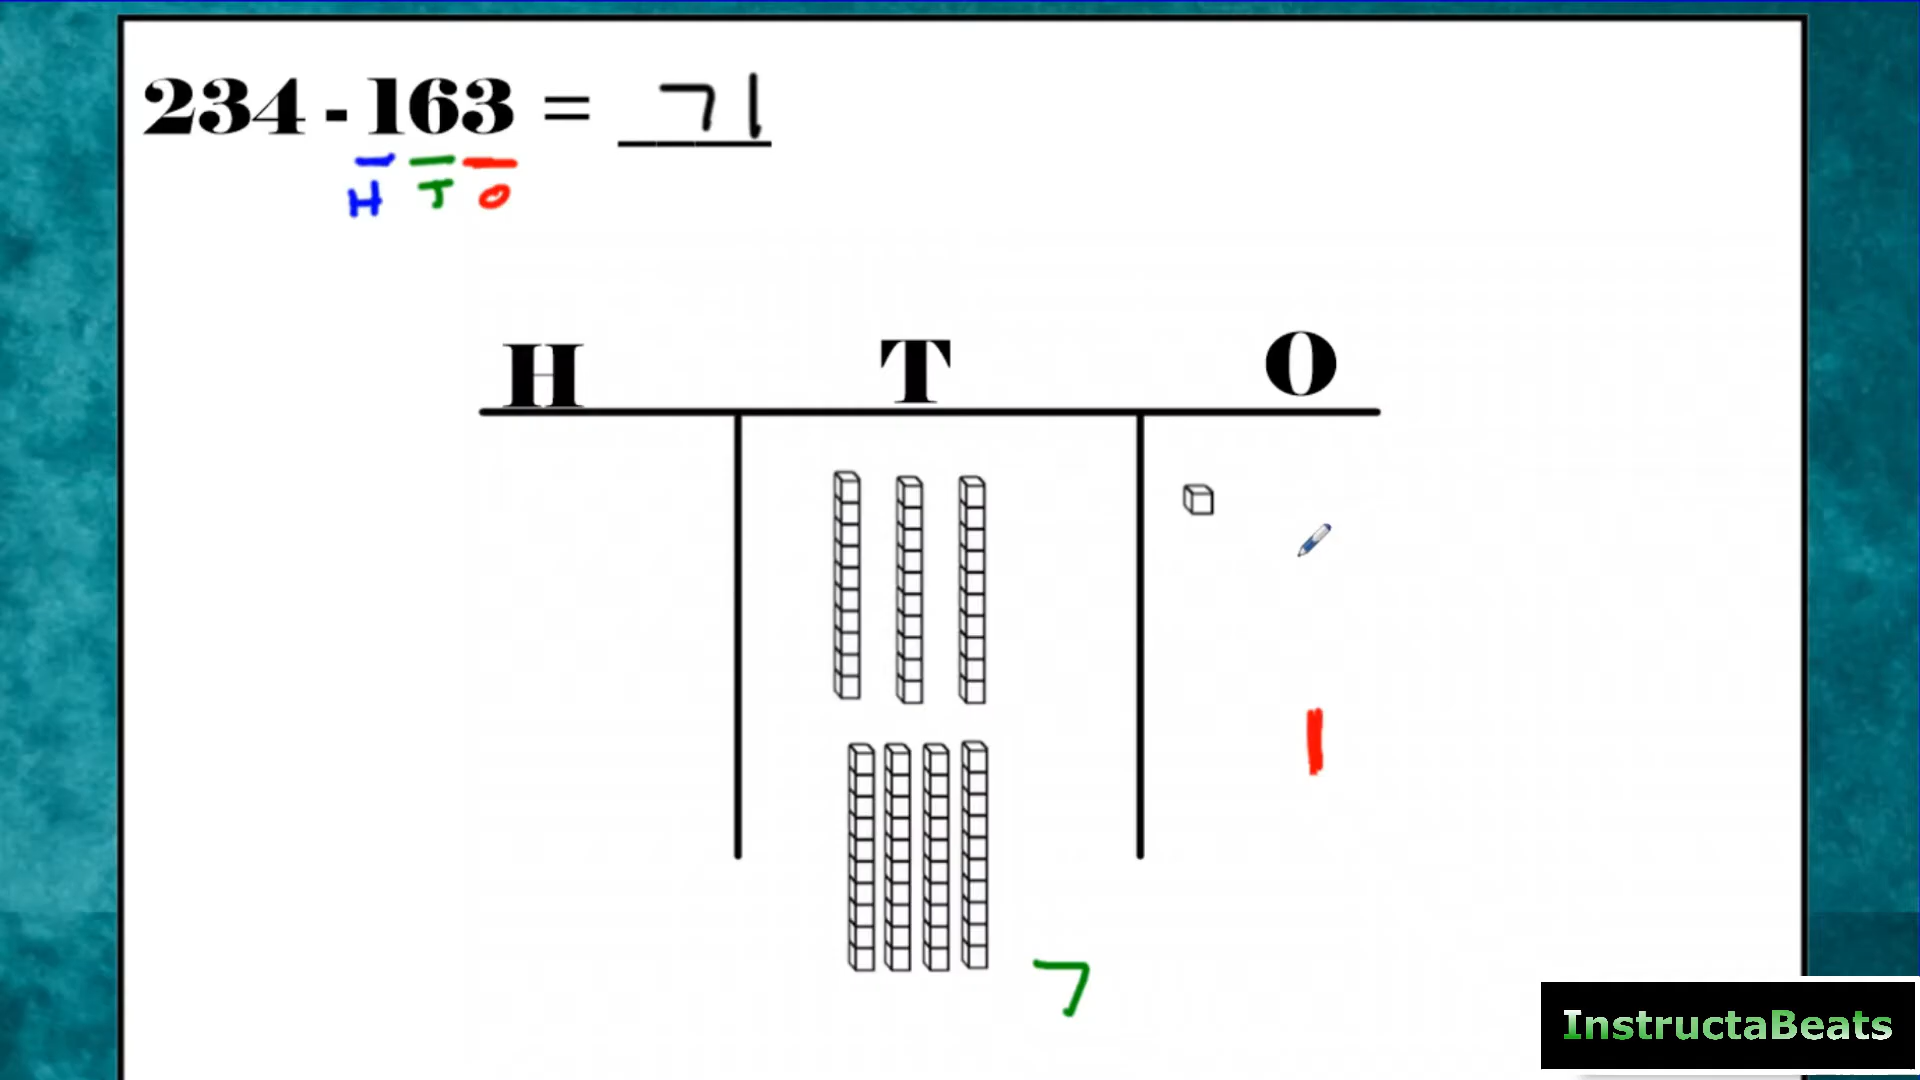 234 - 163 = 71
H T O
H T O
1
7
InstructaBeats